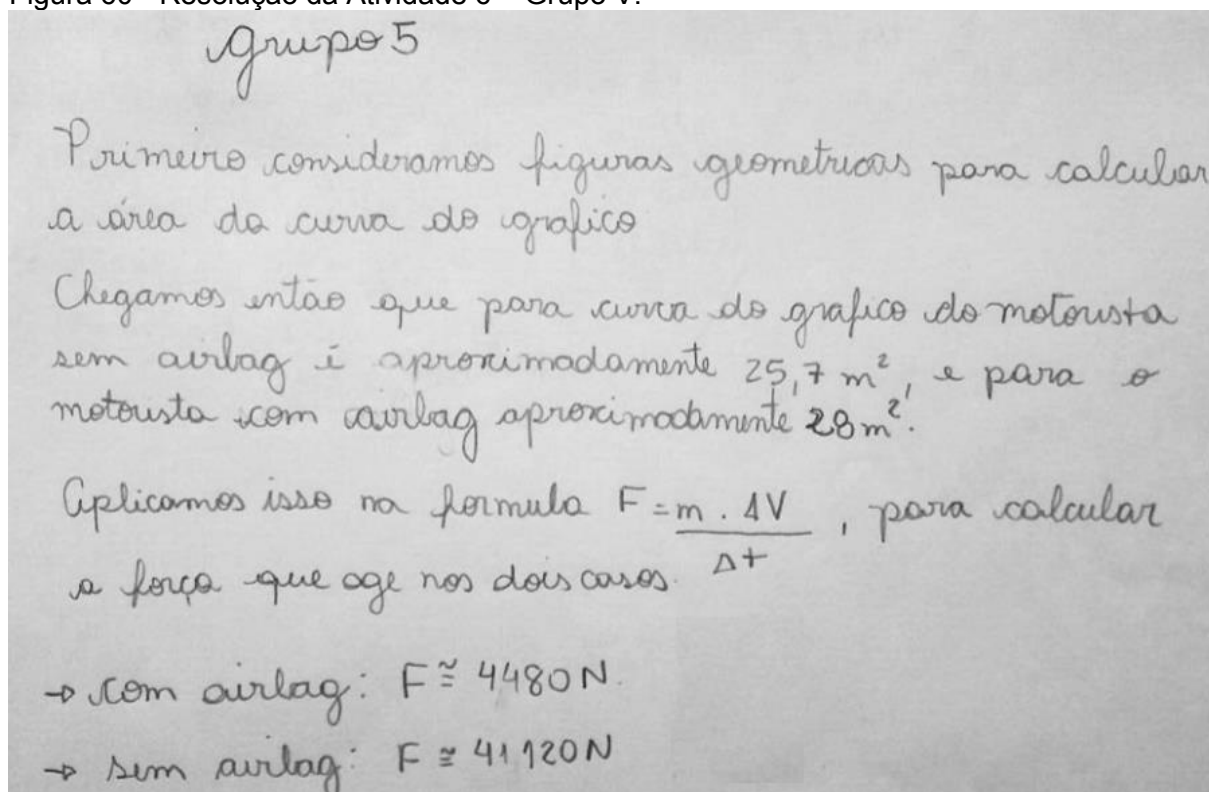 Figura 30 - Resolução da Atividade 3 – Grupo V.
Grupo 5
Primeiro consideramos figuras geometricas para calcular
a área da curva do grafico
Chegamos então que para curva do grafico do motorista
sem airbag é aproximadamente 25,7 m², e para o
motorista com airbag aproximadamente 28m².
Aplicamos isso na formula F = m . ΔV / Δt , para calcular
a força que age nos dois casos.
→ com airbag: F ≅ 4480 N.
→ sem airbag: F ≅ 41120N